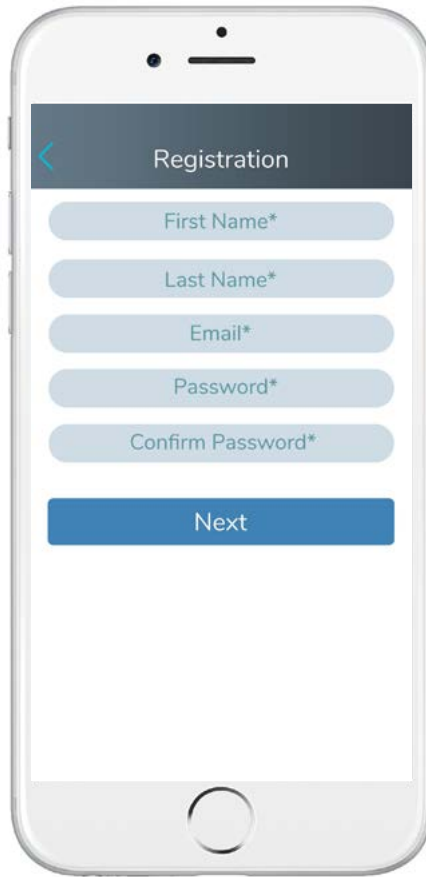 Registration
First Name*
Last Name*
Email*
Password*
Confirm Password*
Next